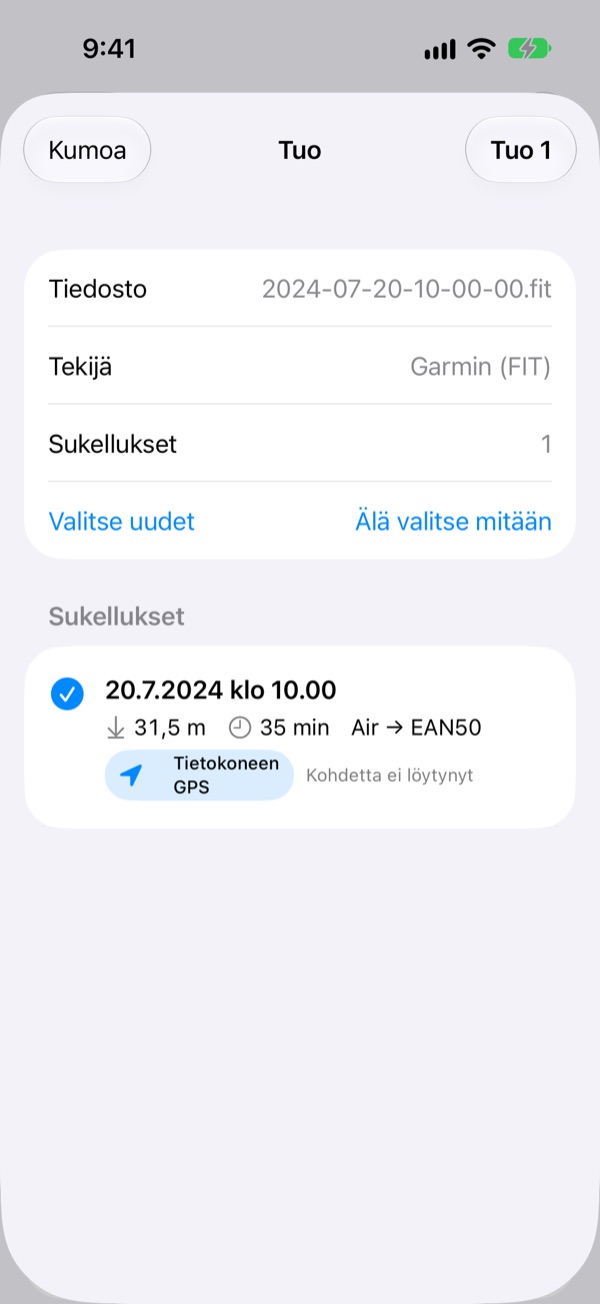 9:41
Kumoa
Tuo
Tuo 1
Tiedosto
2024-07-20-10-00-00.fit
Tekijä
Garmin (FIT)
Sukellukset
1
Valitse uudet
Älä valitse mitään
Sukellukset
20.7.2024 klo 10.00
31,5 m 35 min Air → EAN50
Tietokoneen
GPS
Kohdetta ei löytynyt